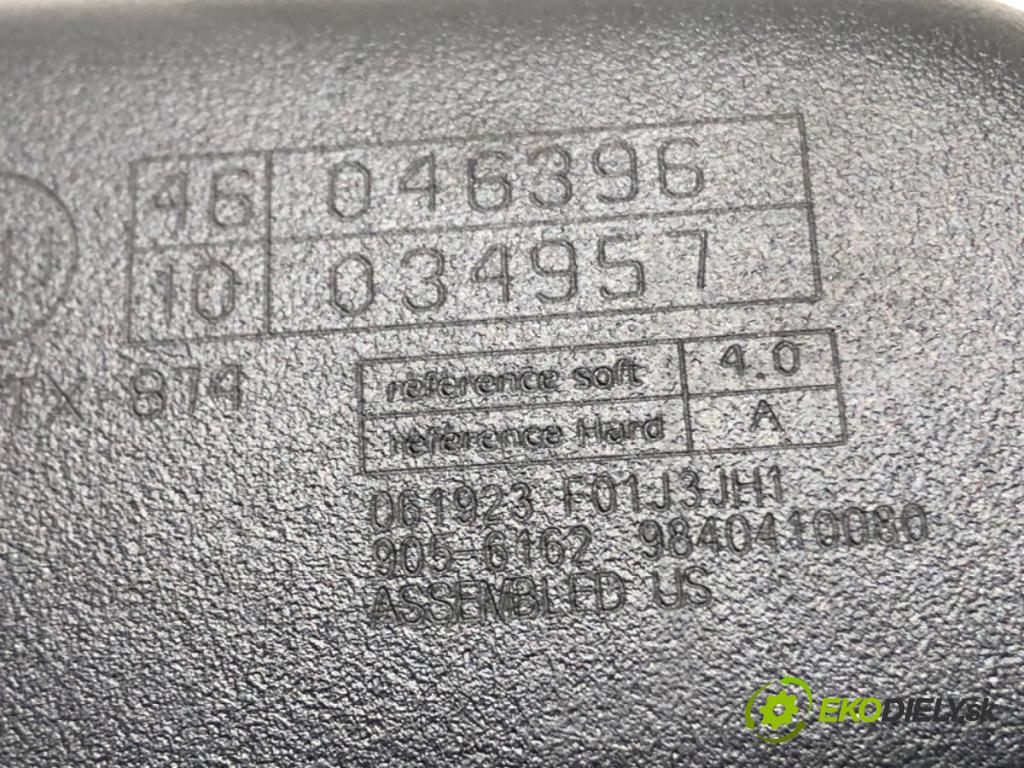 46 046396
10 034957
TX 874
reference soft 4.0
reference Hard A
061923 F01J3JH1
905-6162 9840410080
ASSEMBLED US
EKODIELY.sk